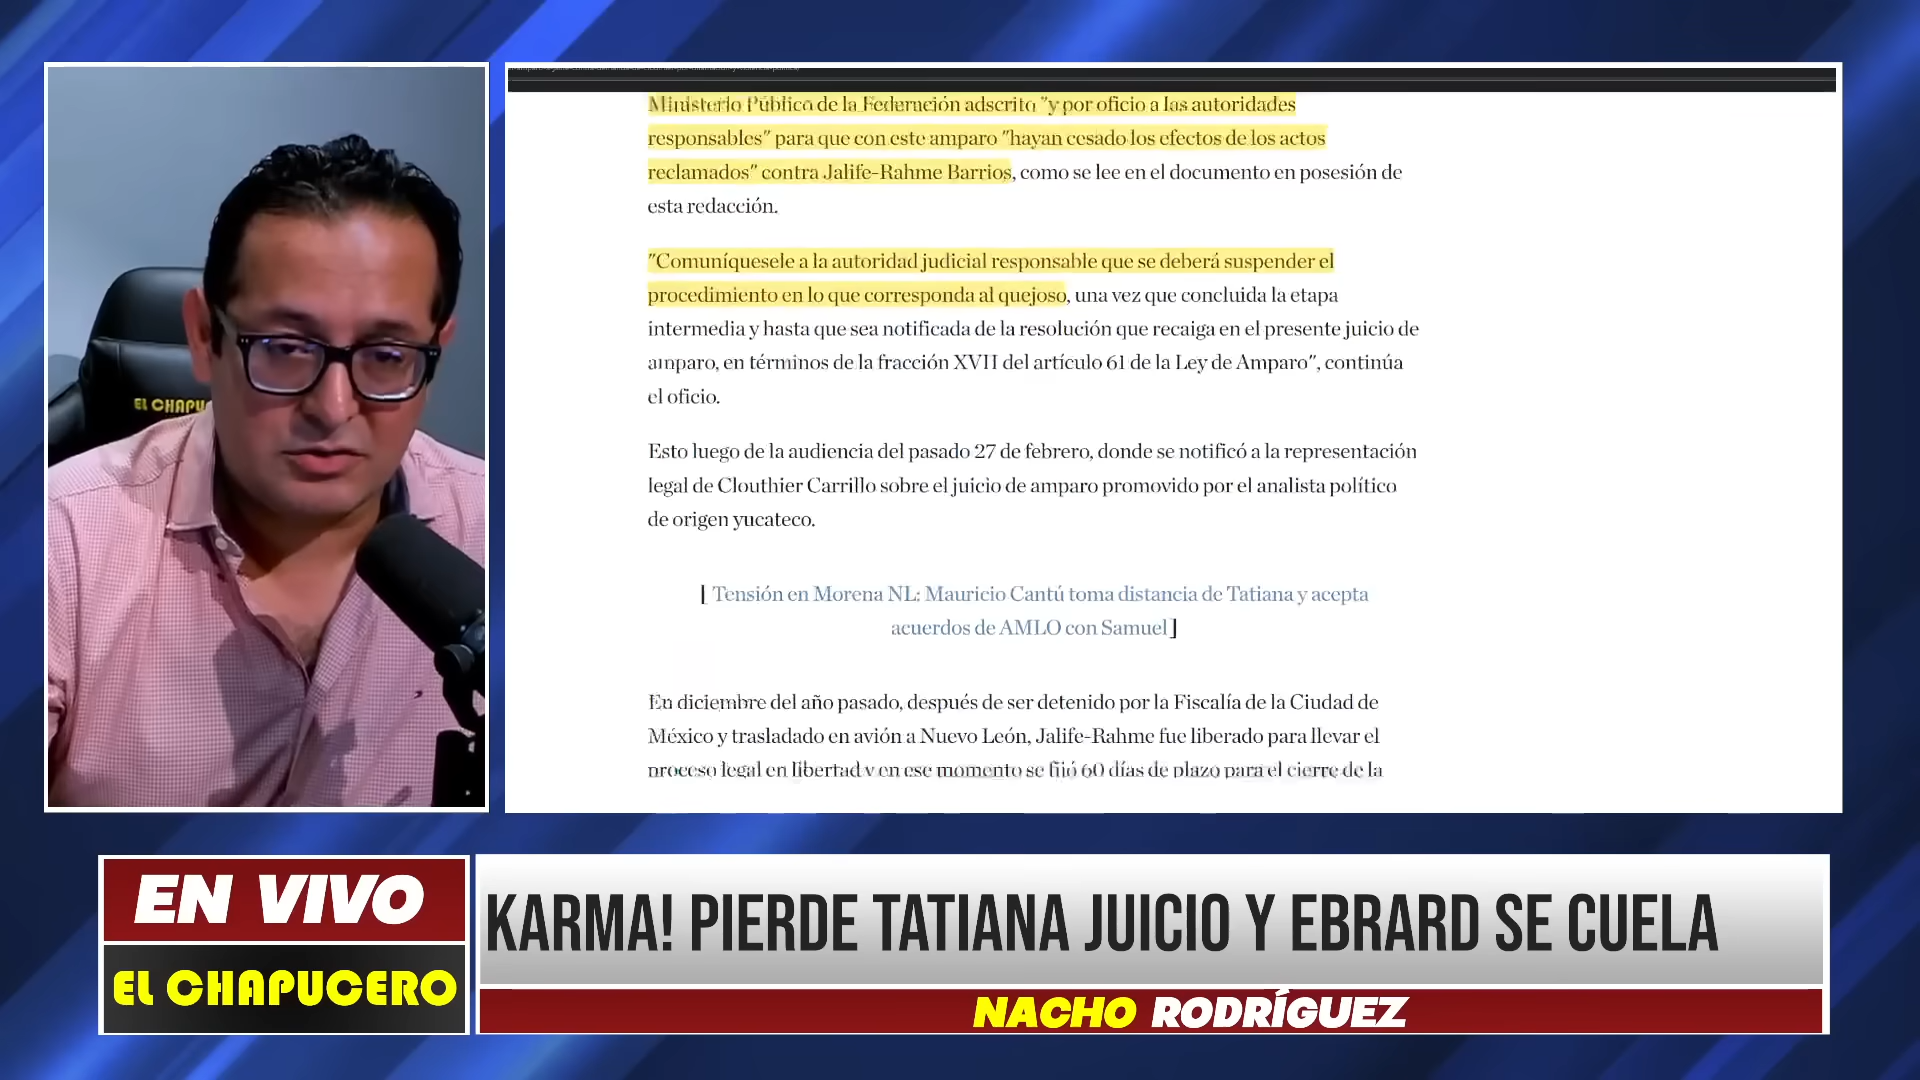 Ministerio Público de la Federación adscrito "y por oficio a las autoridades
responsables" para que con este amparo "hayan cesado los efectos de los actos
reclamados" contra Jalife-Rahme Barrios, como se lee en el documento en posesión de
esta redacción.
"Comuníquesele a la autoridad judicial responsable que se deberá suspender el
procedimiento en lo que corresponda al quejoso, una vez que concluida la etapa
intermedia y hasta que sea notificada de la resolución que recaiga en el presente juicio de
amparo, en términos de la fracción XVII del artículo 61 de la Ley de Amparo", continúa
el oficio.
Esto luego de la audiencia del pasado 27 de febrero, donde se notificó a la representación
legal de Clouthier Carrillo sobre el juicio de amparo promovido por el analista político
de origen yucateco.
[ Tensión en Morena NL: Mauricio Cantú toma distancia de Tatiana y acepta
acuerdos de AMLO con Samuel]
En diciembre del año pasado, después de ser detenido por la Fiscalía de la Ciudad de
México y trasladado en avión a Nuevo León, Jalife-Rahme fue liberado para llevar el
proceso legal en libertad y en ese momento se fijó 60 días de plazo para el cierre de la
EL CHAPU
EN VIVO
EL CHAPUCERO
KARMA! PIERDE TATIANA JUICIO Y EBRARD SE CUELA
NACHO RODRÍGUEZ